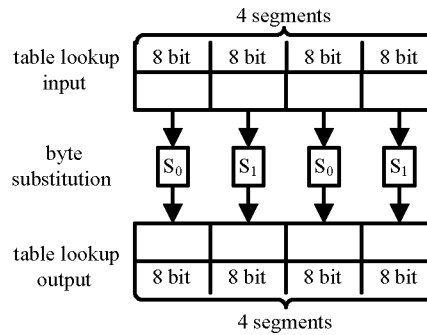 4 segments
table lookup input
8 bit 8 bit 8 bit 8 bit
byte substitution
S0 S1 S0 S1
table lookup output
8 bit 8 bit 8 bit 8 bit
4 segments